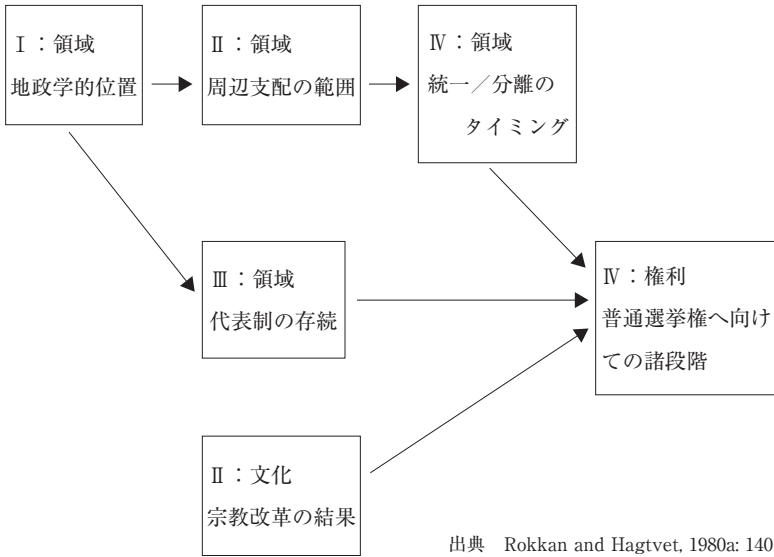 Ⅰ：領域
地政学的位置
Ⅱ：領域
周辺支配の範囲
Ⅳ：領域
統一／分離の
タイミング
Ⅲ：領域
代表制の存続
Ⅳ：権利
普通選挙権へ向け
ての諸段階
Ⅱ：文化
宗教改革の結果
出典　Rokkan and Hagtvet, 1980a: 140